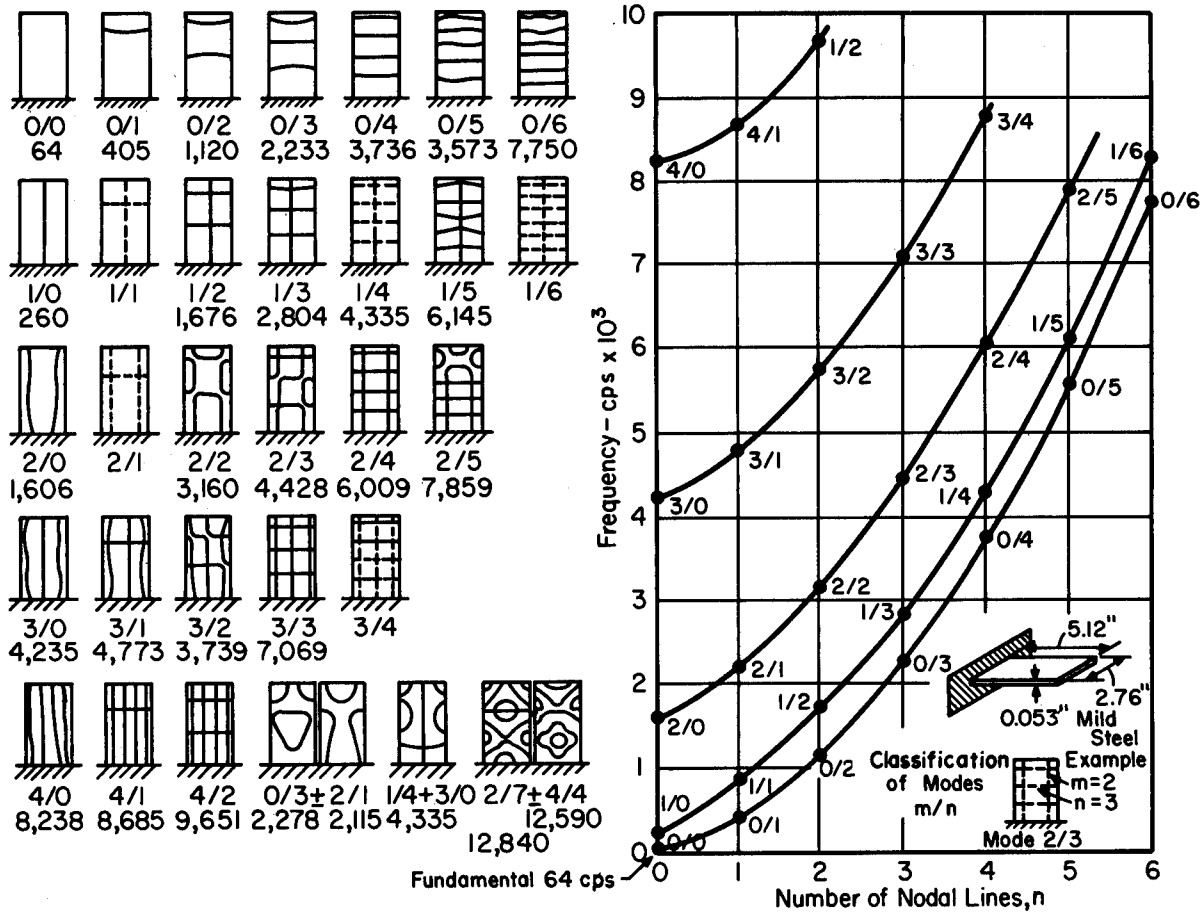 0/0 0/1 0/2 0/3 0/4 0/5 0/6
64 405 1,120 2,233 3,736 3,573 7,750
1/0 1/1 1/2 1/3 1/4 1/5 1/6
260 1,676 2,804 4,335 6,145
2/0 2/1 2/2 2/3 2/4 2/5
1,606 3,160 4,428 6,009 7,859
3/0 3/1 3/2 3/3 3/4
4,235 4,773 3,739 7,069
4/0 4/1 4/2 0/3 ± 2/1 1/4+3/0 2/7 ± 4/4
8,238 8,685 9,651 2,278 2,115 4,335 12,590
12,840
Fundamental 64 cps
Frequency – cps x 10³
10
9
8
7
6
5
4
3
2
1
0
1/2
4/1
4/0
3/4
3/3
3/2
3/1
3/0
2/5
2/4
2/3
2/2
2/1
2/0
1/6
1/5
1/4
1/3
1/2
1/1
1/0
0/6
0/5
0/4
0/3
0/2
0/1
0/0
5.12"
2.76"
0.053"
Mild
Steel
Classification
of Modes
m/n
Example
m=2
n=3
Mode 2/3
0 1 2 3 4 5 6
Number of Nodal Lines, n